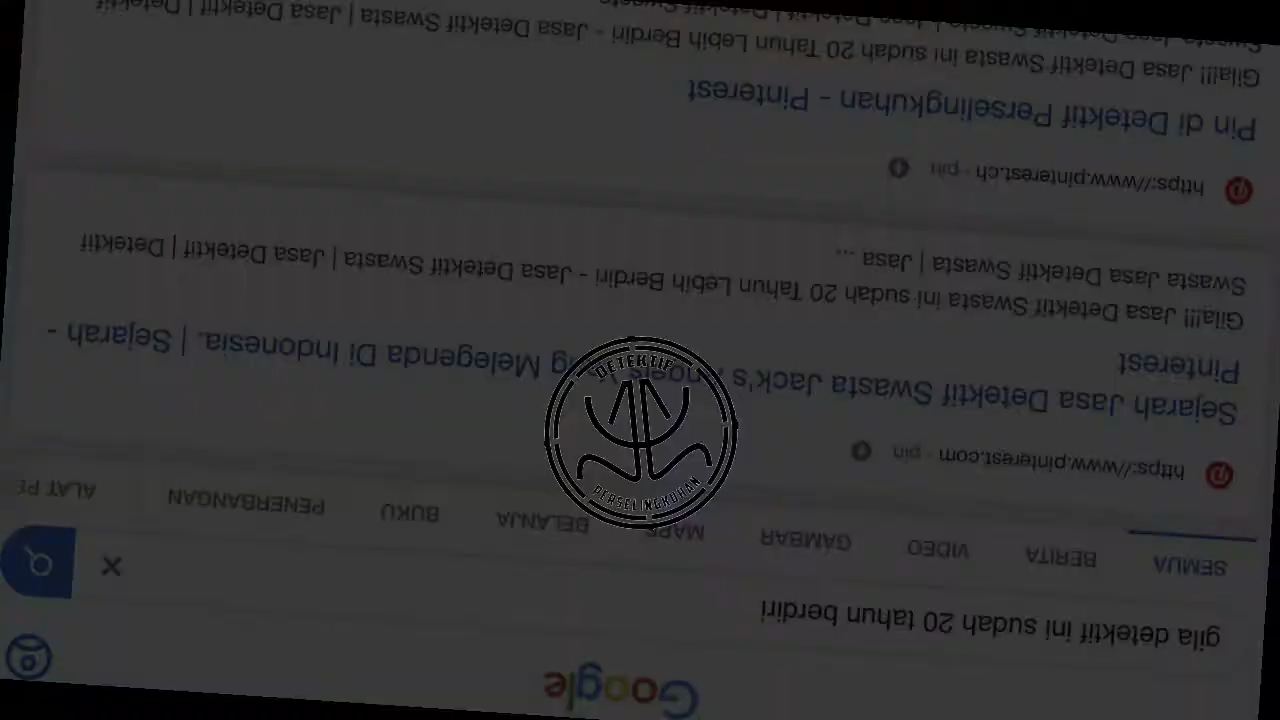 Google
gila detektif ini sudah 20 tahun berdiri
SEMUA BERITA VIDEO GAMBAR MAPS BELANJA BUKU PENERBANGAN ALAT PE
https://www.pinterest.com › pin
Sejarah Jasa Detektif Swasta Jack's Melegenda Di Indonesia. | Sejarah -
Pinterest
Gila!!! Jasa Detektif Swasta ini sudah 20 Tahun Lebih Berdiri - Jasa Detektif Swasta | Jasa Detektif | Detektif
Swasta Jasa Detektif Swasta | Jasa ...
https://www.pinterest.ch › pin
Pin di Detektif Perselingkuhan - Pinterest
Gila!!! Jasa Detektif Swasta ini sudah 20 Tahun Lebih Berdiri - Jasa Detektif Swasta | Jasa Detektif | Detektif
DETEKTIF
PERSELINGKUHAN